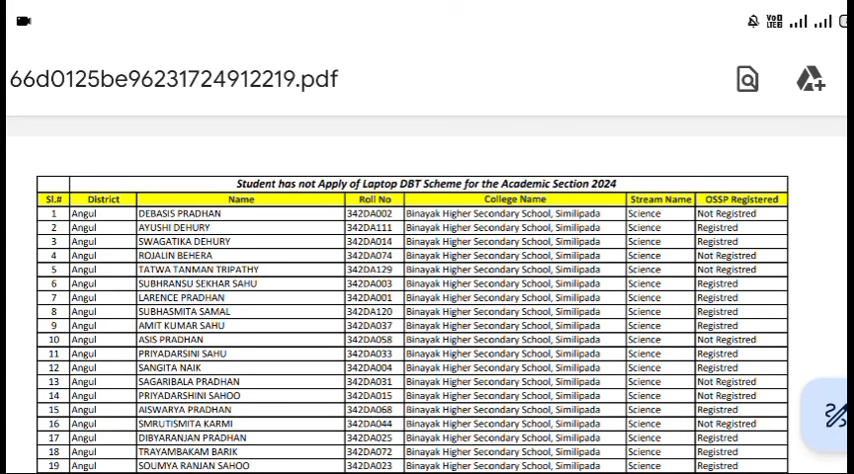 VoD LTE
66d0125be96231724912219.pdf
Student has not Apply of Laptop DBT Scheme for the Academic Section 2024
Sl.# District Name Roll No College Name Stream Name OSSP Registered
1 Angul DEBASIS PRADHAN 342DA002 Binayak Higher Secondary School, Similipada Science Not Registred
2 Angul AYUSHI DEHURY 342DA111 Binayak Higher Secondary School, Similipada Science Registred
3 Angul SWAGATIKA DEHURY 342DA014 Binayak Higher Secondary School, Similipada Science Registred
4 Angul ROJALIN BEHERA 342DA074 Binayak Higher Secondary School, Similipada Science Not Registred
5 Angul TATWA TANMAN TRIPATHY 342DA129 Binayak Higher Secondary School, Similipada Science Not Registred
6 Angul SUBHRANSU SEKHAR SAHU 342DA003 Binayak Higher Secondary School, Similipada Science Registred
7 Angul LARENCE PRADHAN 342DA001 Binayak Higher Secondary School, Similipada Science Registred
8 Angul SUBHASMITA SAMAL 342DA120 Binayak Higher Secondary School, Similipada Science Registred
9 Angul AMIT KUMAR SAHU 342DA037 Binayak Higher Secondary School, Similipada Science Registred
10 Angul ASIS PRADHAN 342DA058 Binayak Higher Secondary School, Similipada Science Not Registred
11 Angul PRIYADARSINI SAHU 342DA033 Binayak Higher Secondary School, Similipada Science Registred
12 Angul SANGITA NAIK 342DA004 Binayak Higher Secondary School, Similipada Science Registred
13 Angul SAGARIBALA PRADHAN 342DA031 Binayak Higher Secondary School, Similipada Science Not Registred
14 Angul PRIYADARSHINI SAHOO 342DA015 Binayak Higher Secondary School, Similipada Science Not Registred
15 Angul AISWARYA PRADHAN 342DA068 Binayak Higher Secondary School, Similipada Science Registred
16 Angul SMRUTISMITA KARMI 342DA044 Binayak Higher Secondary School, Similipada Science Not Registred
17 Angul DIBYARANJAN PRADHAN 342DA025 Binayak Higher Secondary School, Similipada Science Registred
18 Angul TRAYAMBAKAM BARIK 342DA072 Binayak Higher Secondary School, Similipada Science Registred
19 Angul SOUMYA RANJAN SAHOO 342DA023 Binayak Higher Secondary School, Similipada Science Registred